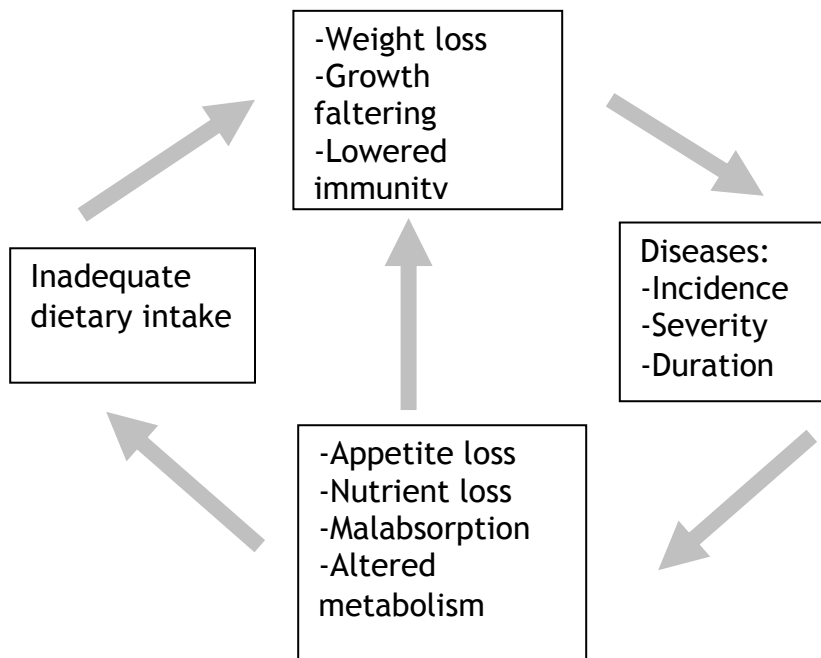 -Weight loss
-Growth
faltering
-Lowered
immunity
Inadequate
dietary intake
Diseases:
-Incidence
-Severity
-Duration
-Appetite loss
-Nutrient loss
-Malabsorption
-Altered
metabolism